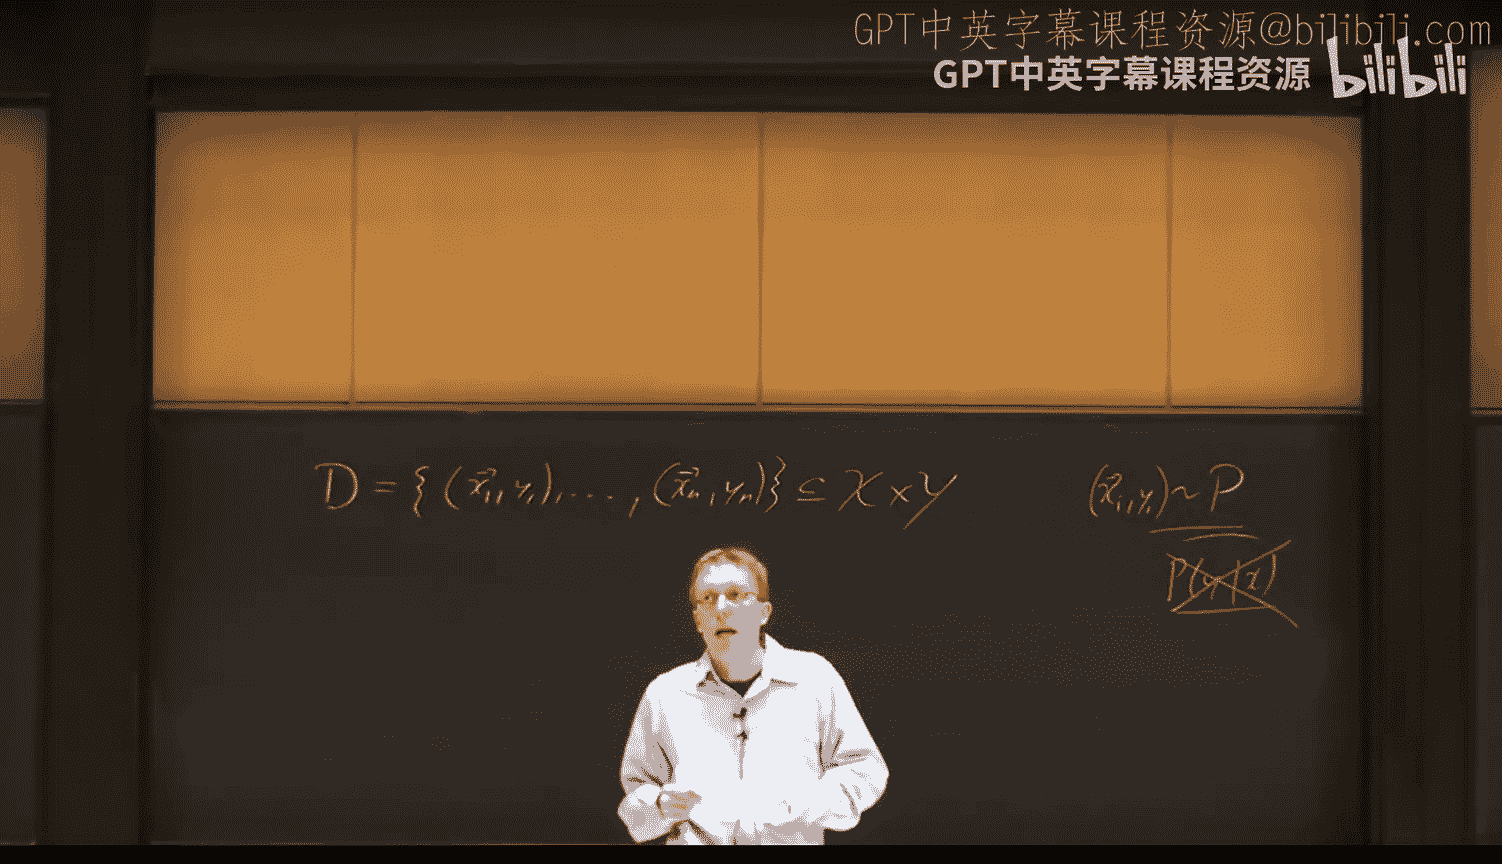 GPT中英字幕课程资源@bilibili.com
GPT中英字幕课程资源 bilibili
D = {(x⃗₁, y₁), ..., (x⃗ₙ, yₙ)} ⊆ X × Y
(x⃗ᵢ, yᵢ) ~ P
P(y|x)